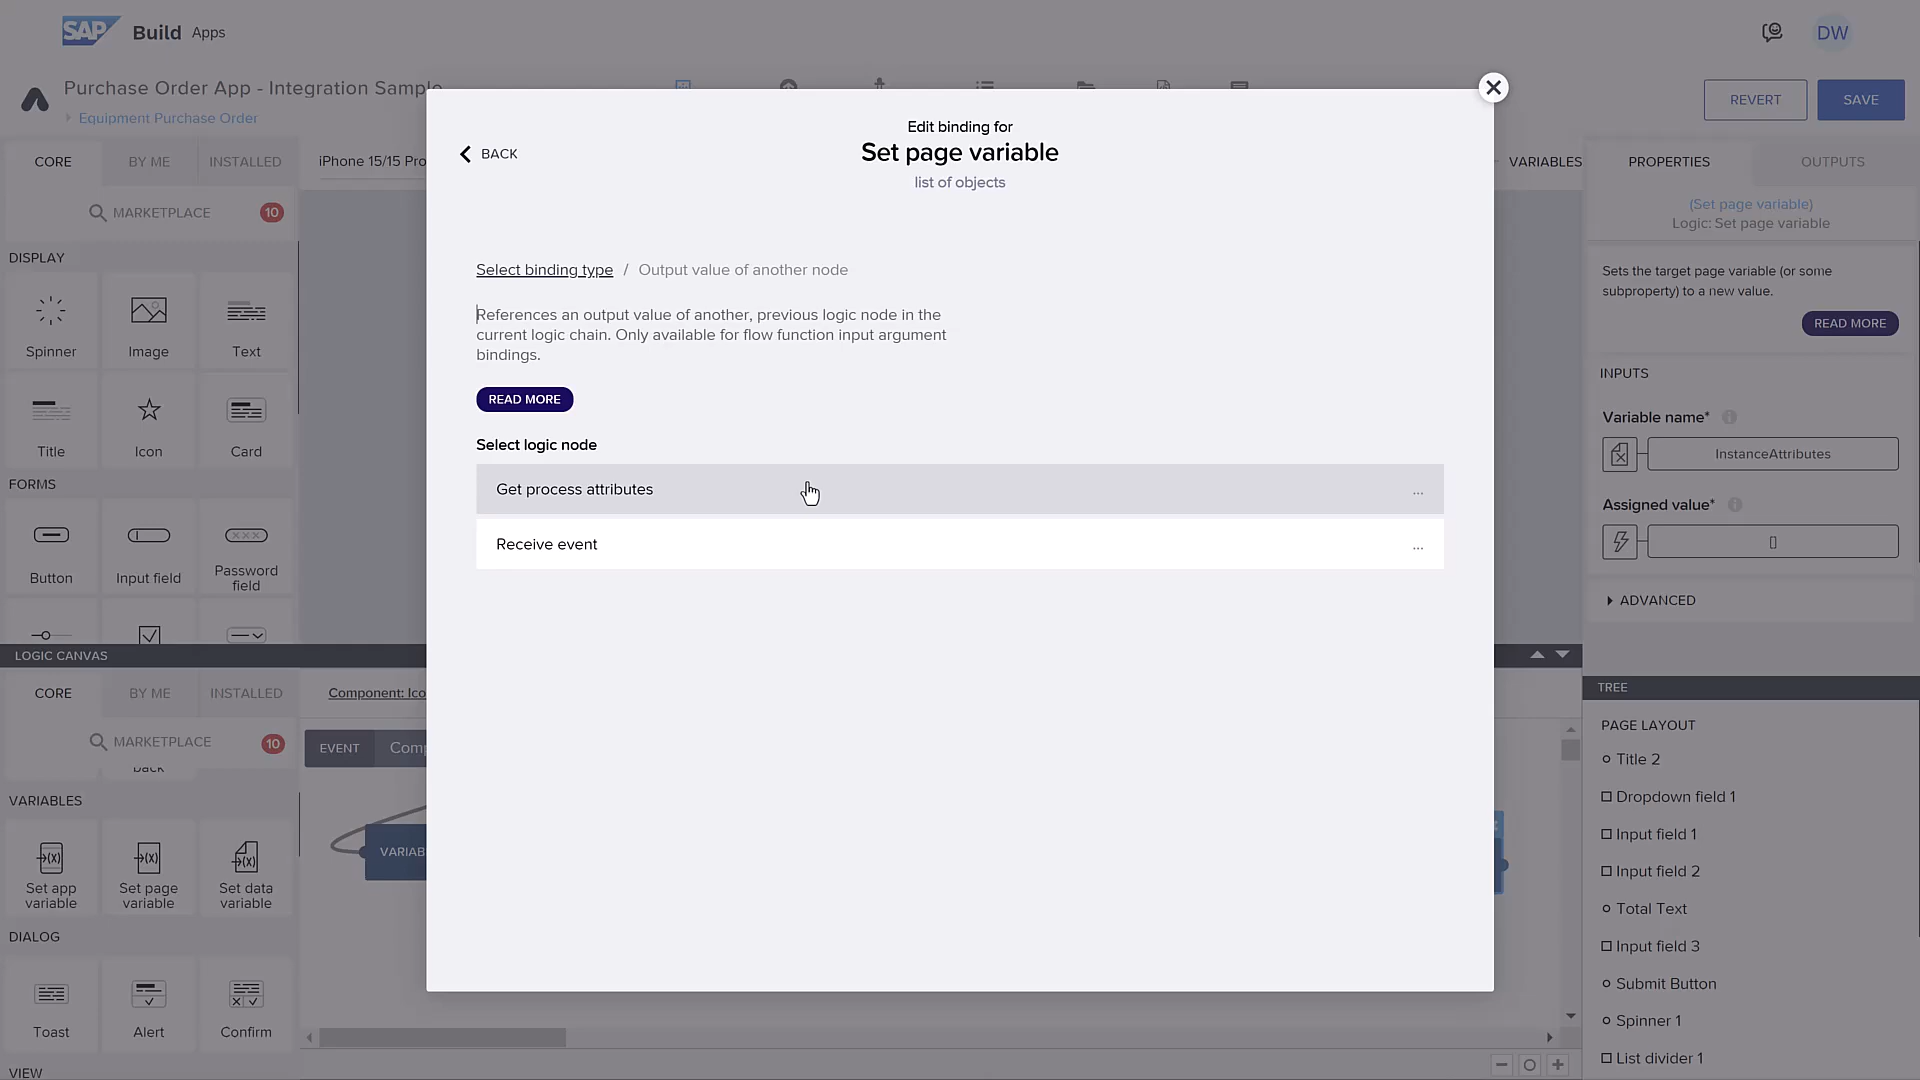 SAP Build Apps
DW
Purchase Order App - Integration Sample
Equipment Purchase Order
REVERT
SAVE
CORE
BY ME
INSTALLED
iPhone 15/15 Pro
VARIABLES
PROPERTIES
OUTPUTS
MARKETPLACE
10
DISPLAY
Spinner
Image
Text
Title
Icon
Card
FORMS
Button
Input field
Password
field
Edit binding for
BACK
Set page variable
list of objects
Select binding type / Output value of another node
References an output value of another, previous logic node in the
current logic chain. Only available for flow function input argument
bindings.
READ MORE
Select logic node
Get process attributes
...
Receive event
...
(Set page variable)
Logic: Set page variable
Sets the target page variable (or some
subproperty) to a new value.
READ MORE
INPUTS
Variable name*
InstanceAttributes
Assigned value*
[]
ADVANCED
LOGIC CANVAS
CORE
BY ME
INSTALLED
Component: Ico
MARKETPLACE
10
back
EVENT
Comp
VARIAB
VARIABLES
Set app
variable
Set page
variable
Set data
variable
DIALOG
Toast
Alert
Confirm
VIEW
TREE
PAGE LAYOUT
Title 2
Dropdown field 1
Input field 1
Input field 2
Total Text
Input field 3
Submit Button
Spinner 1
List divider 1